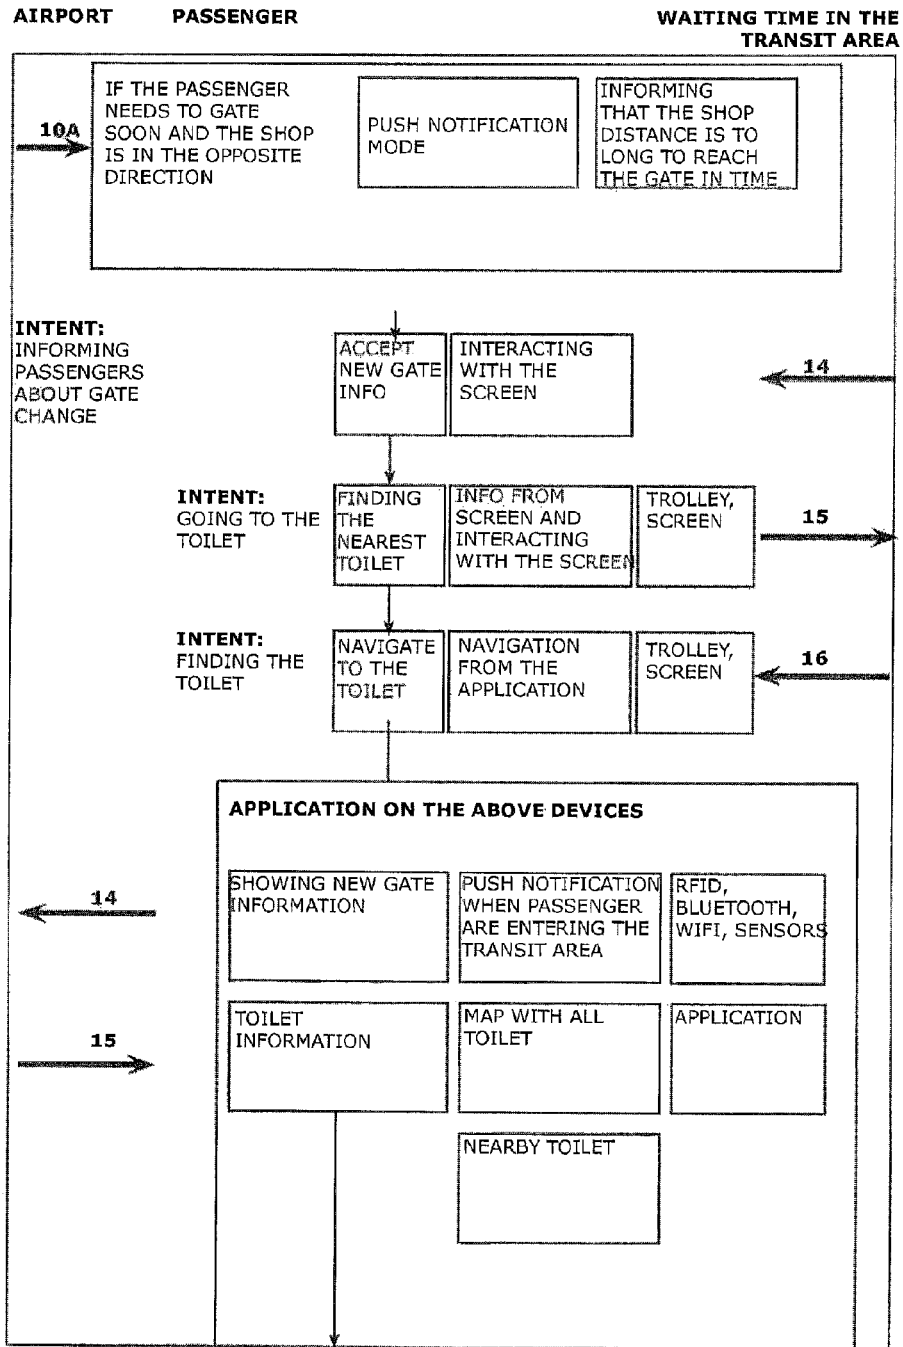 AIRPORT
PASSENGER
WAITING TIME IN THE
TRANSIT AREA
10A
IF THE PASSENGER
NEEDS TO GATE
SOON AND THE SHOP
IS IN THE OPPOSITE
DIRECTION
PUSH NOTIFICATION
MODE
INFORMING
THAT THE SHOP
DISTANCE IS TO
LONG TO REACH
THE GATE IN TIME
INTENT:
INFORMING
PASSENGERS
ABOUT GATE
CHANGE
ACCEPT
NEW GATE
INFO
INTERACTING
WITH THE
SCREEN
14
INTENT:
GOING TO THE
TOILET
FINDING
THE
NEAREST
TOILET
INFO FROM
SCREEN AND
INTERACTING
WITH THE SCREEN
TROLLEY,
SCREEN
15
INTENT:
FINDING THE
TOILET
NAVIGATE
TO THE
TOILET
NAVIGATION
FROM THE
APPLICATION
TROLLEY,
SCREEN
16
APPLICATION ON THE ABOVE DEVICES
14
SHOWING NEW GATE
INFORMATION
PUSH NOTIFICATION
WHEN PASSENGER
ARE ENTERING THE
TRANSIT AREA
RFID,
BLUETOOTH,
WIFI, SENSORS
15
TOILET
INFORMATION
MAP WITH ALL
TOILET
APPLICATION
NEARBY TOILET